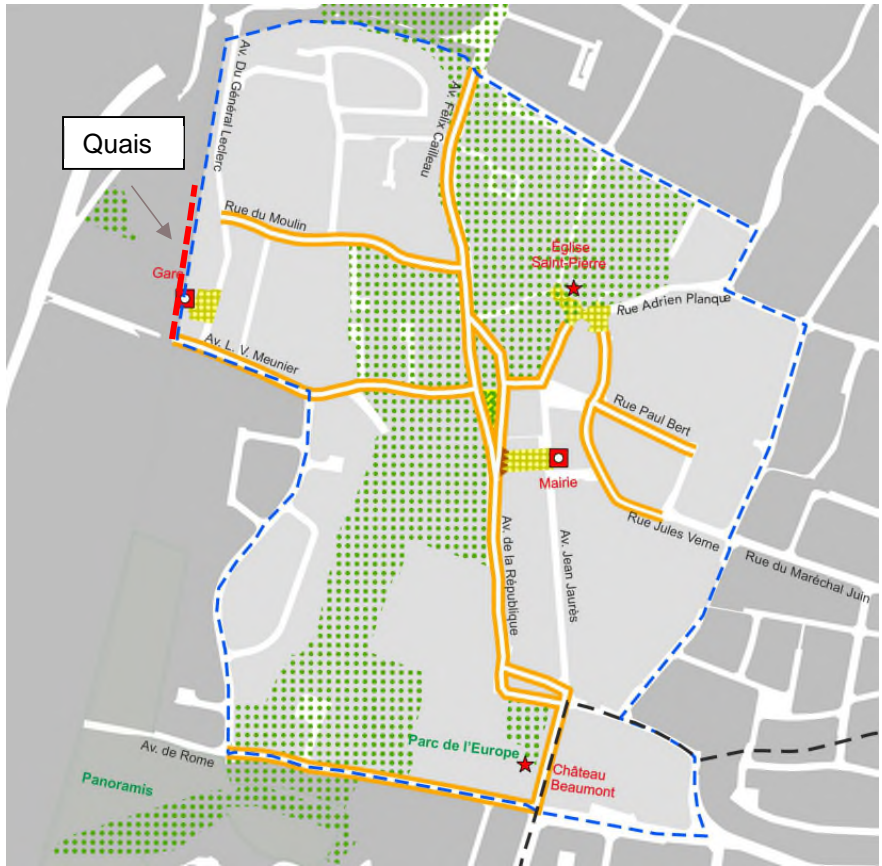 Av. Du Général Leclerc
Av. Félix Cailleau
Quais
Rue du Moulin
Gare
Église
Saint-Pierre
Rue Adrien Planque
Av. L. V. Meunier
Rue Paul Bert
Mairie
Rue Jules Verne
Rue du Maréchal Juin
Av. de la République
Av. Jean Jaurès
Parc de l'Europe
Av. de Rome
Château
Beaumont
Panoramis